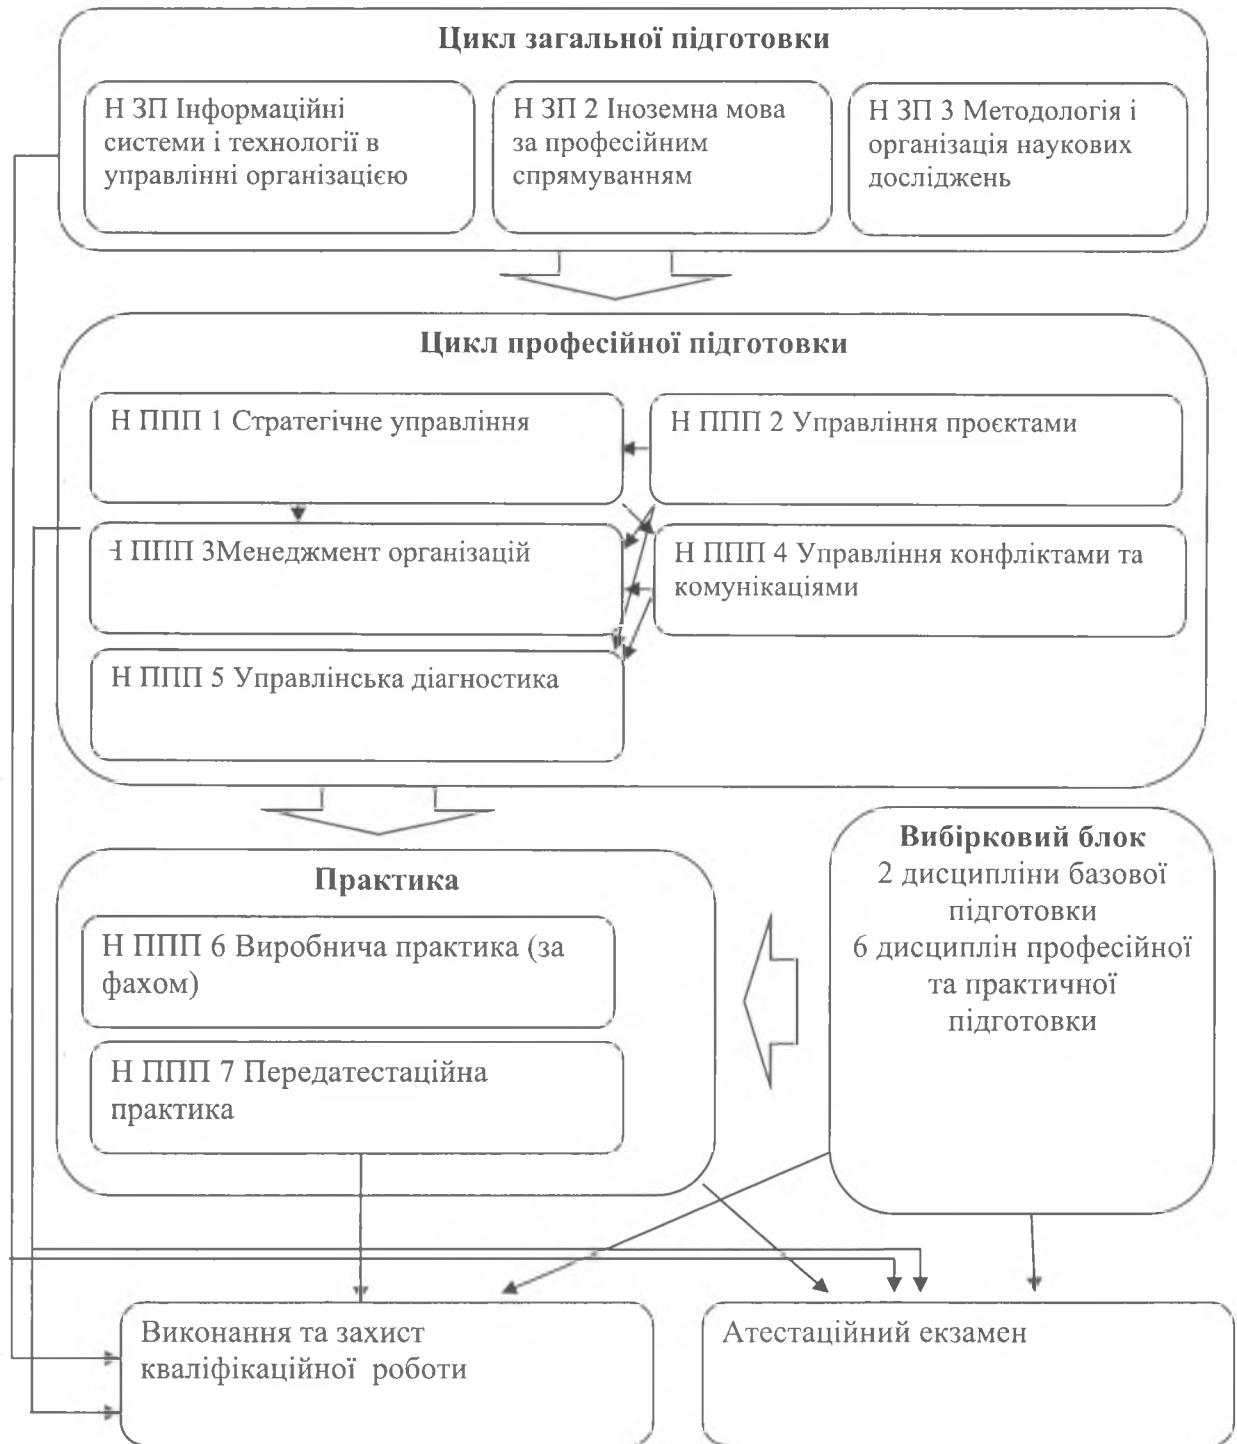 Цикл загальної підготовки
Н ЗП Інформаційні
системи і технології в
управлінні організацією
Н ЗП 2 Іноземна мова
за професійним
спрямуванням
Н ЗП 3 Методологія і
організація наукових
досліджень
Цикл професійної підготовки
Н ППП 1 Стратегічне управління
Н ППП 2 Управління проєктами
Н ППП 3Менеджмент організацій
Н ППП 4 Управління конфліктами та
комунікаціями
Н ППП 5 Управлінська діагностика
Практика
Н ППП 6 Виробнича практика (за
фахом)
Н ППП 7 Передатестаційна
практика
Вибірковий блок
2 дисципліни базової
підготовки
6 дисциплін професійної
та практичної
підготовки
Виконання та захист
кваліфікаційної роботи
Атестаційний екзамен